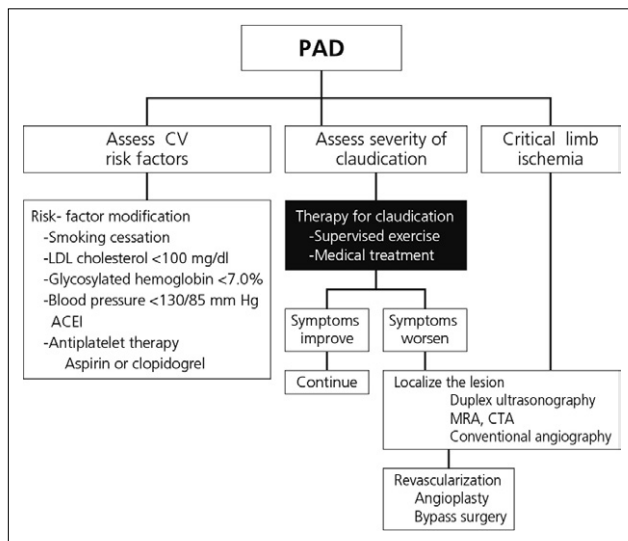 PAD
Assess CV
risk factors
Assess severity of
claudication
Critical limb
ischemia
Risk- factor modification
-Smoking cessation
-LDL cholesterol <100 mg/dl
-Glycosylated hemoglobin <7.0%
-Blood pressure <130/85 mm Hg
ACEI
-Antiplatelet therapy
Aspirin or clopidogrel
Therapy for claudication
-Supervised exercise
-Medical treatment
Symptoms
improve
Symptoms
worsen
Continue
Localize the lesion
Duplex ultrasonography
MRA, CTA
Conventional angiography
Revascularization
Angioplasty
Bypass surgery